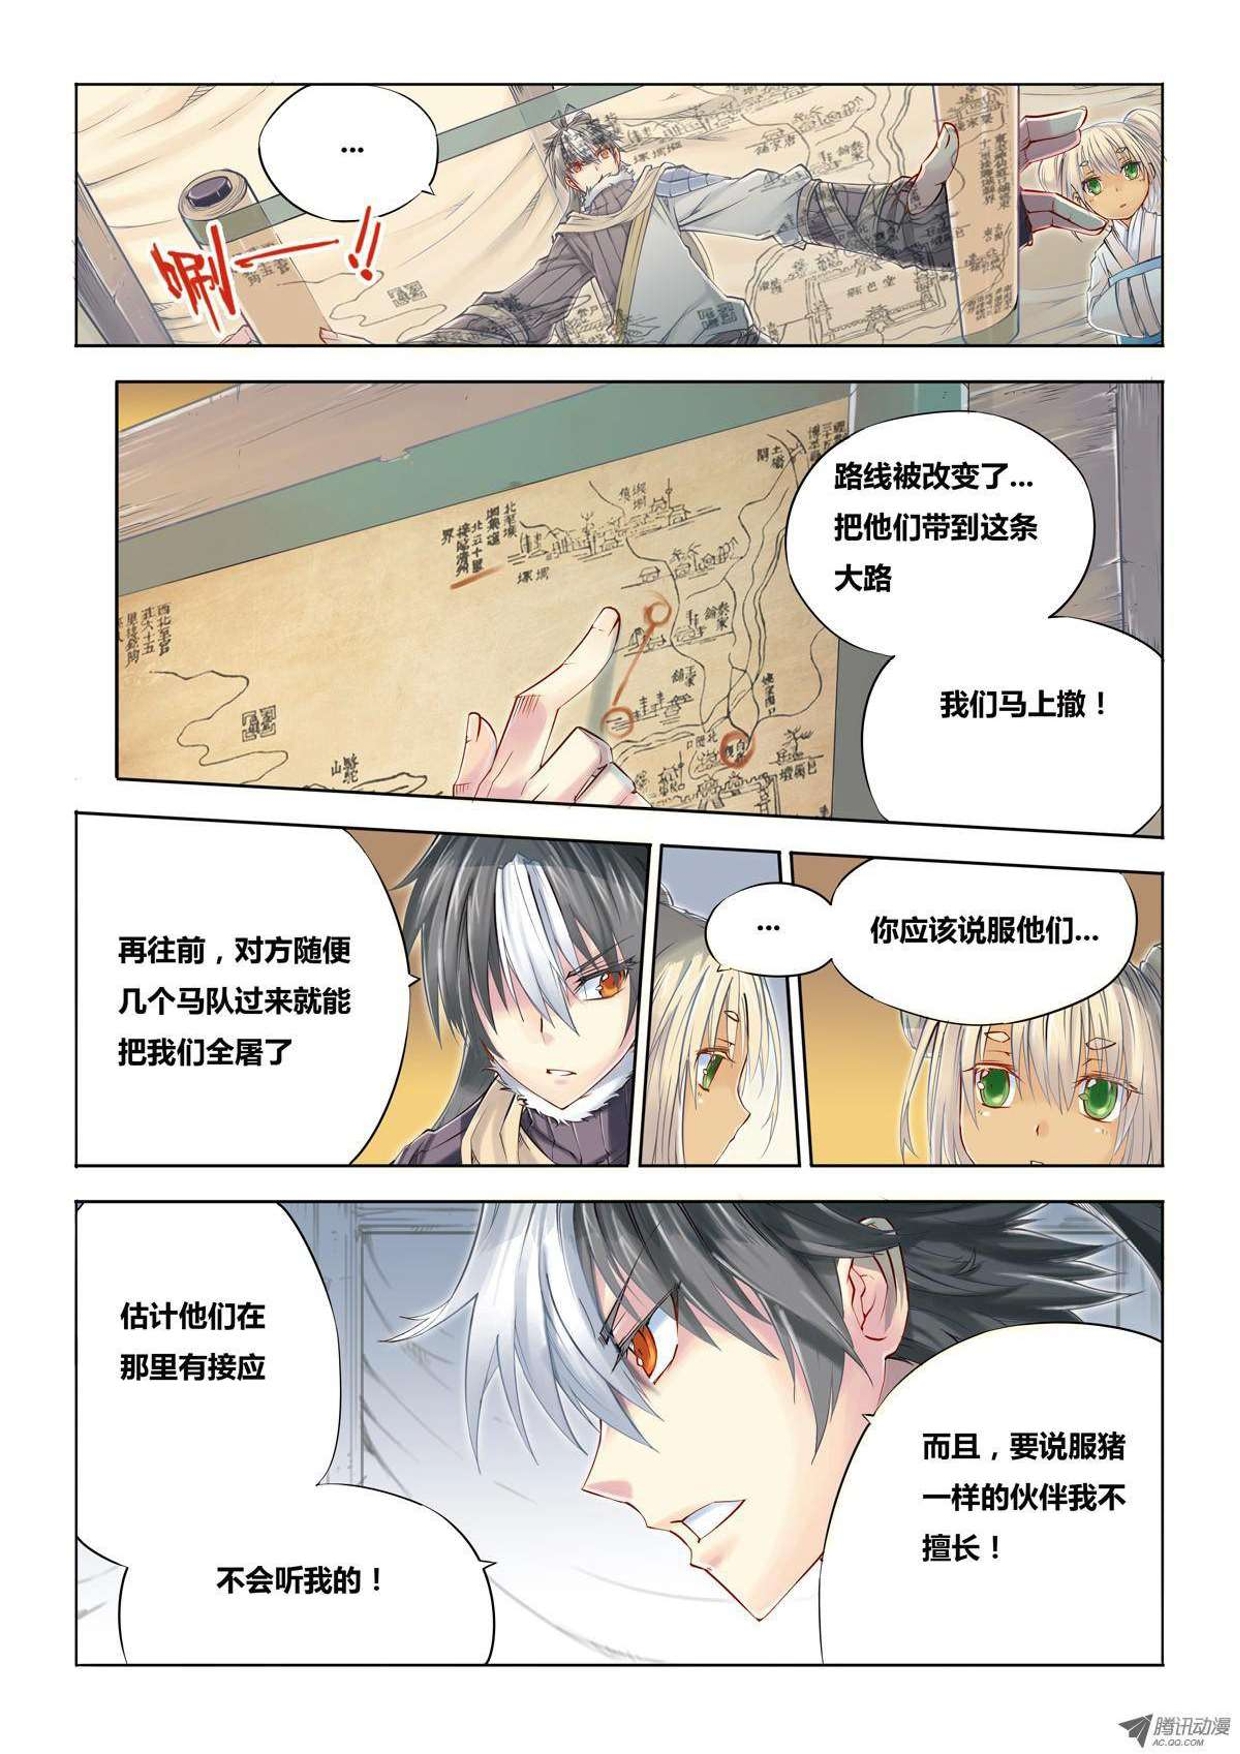 ...
唰一!!
路线被改变了...
把他们带到这条
大路
我们马上撤！
再往前，对方随便
几个马队过来就能
把我们全屠了
...
你应该说服他们...
估计他们在
那里有接应
不会听我的！
而且，要说服猪
一样的伙伴我不
擅长！
腾讯动漫
AC.QQ.COM